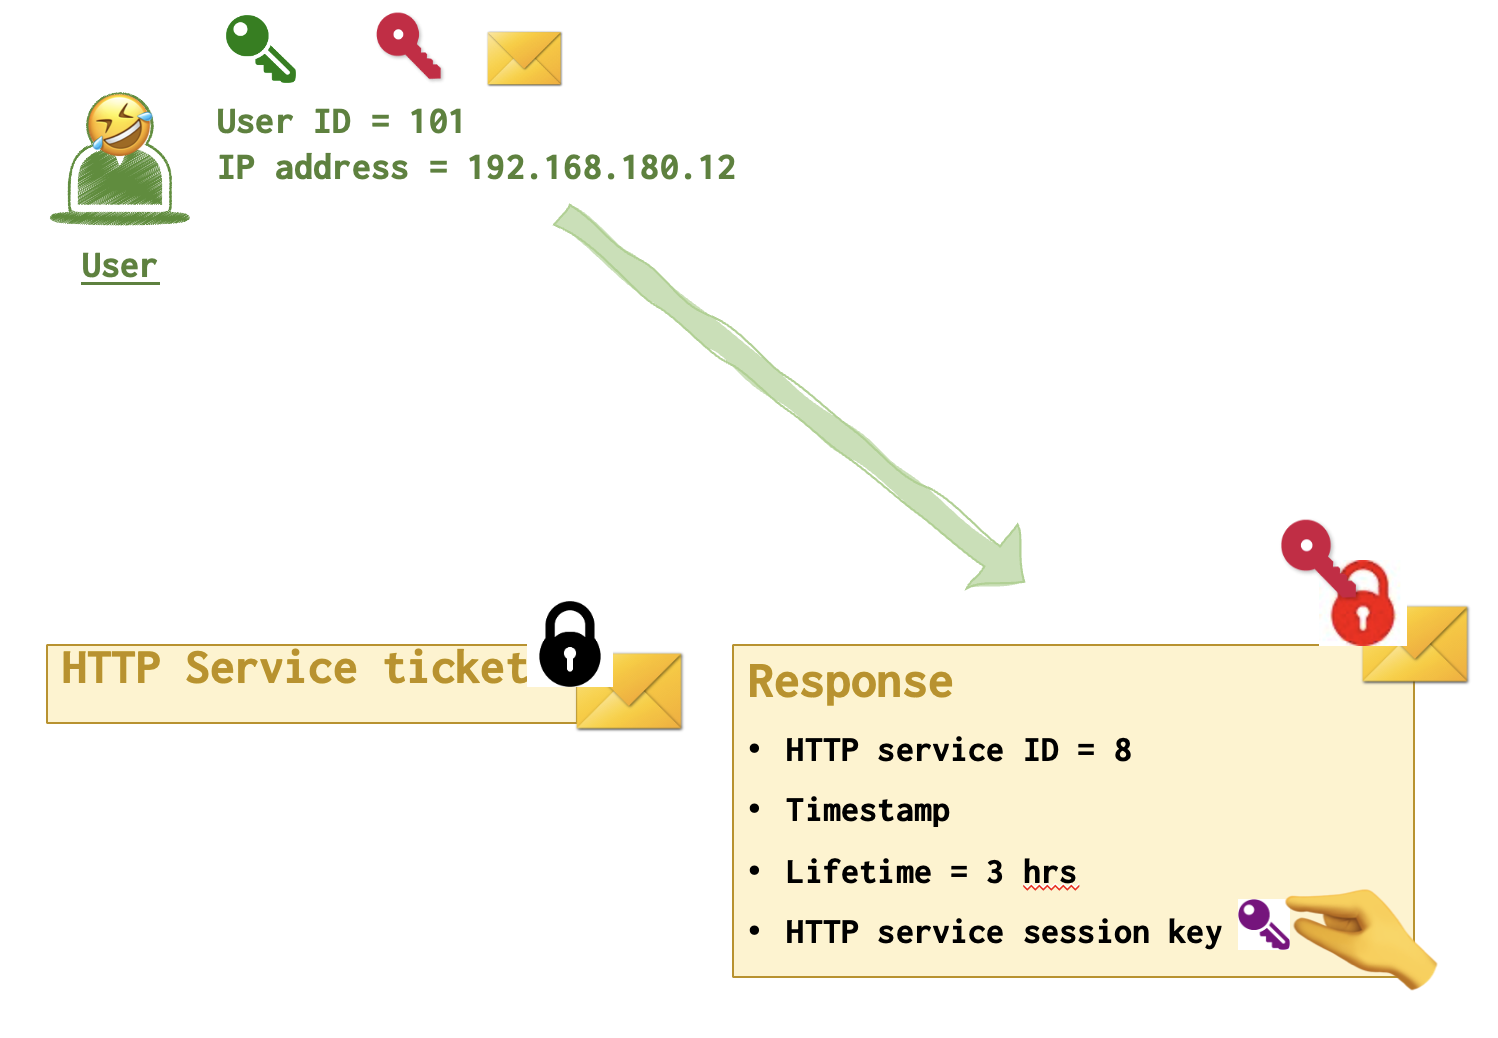 User ID = 101
IP address = 192.168.180.12
User
HTTP Service ticket
Response
• HTTP service ID = 8
• Timestamp
• Lifetime = 3 hrs
• HTTP service session key